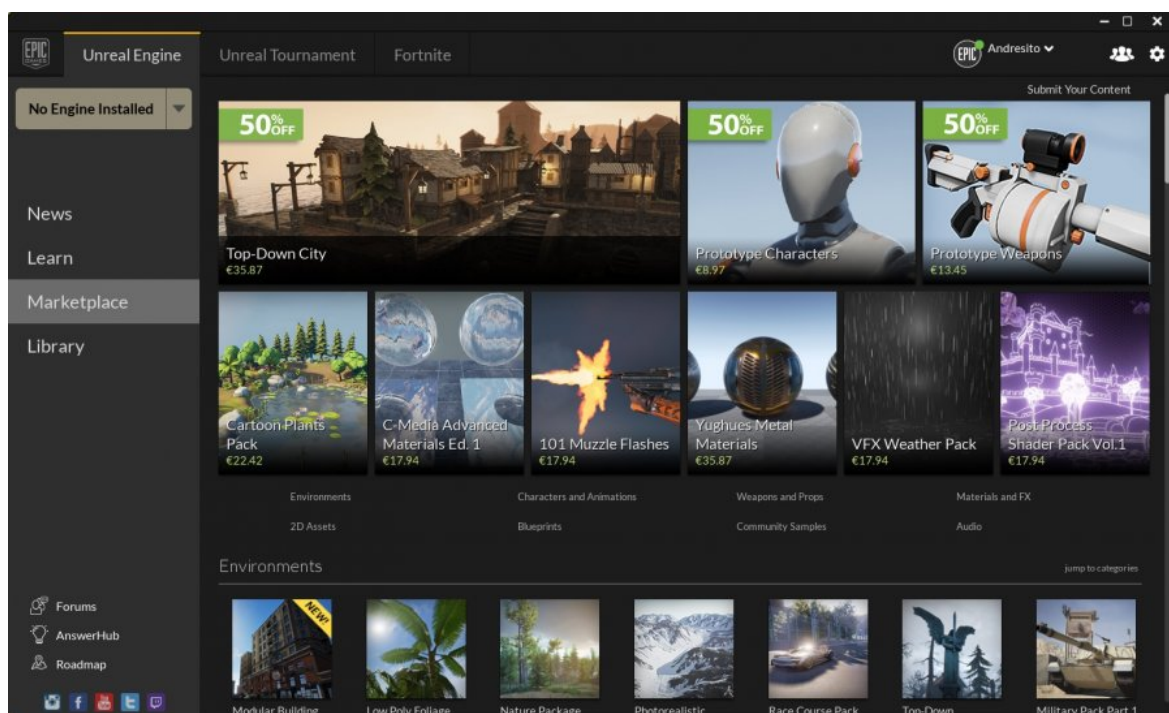 EPIC
GAMES
Unreal Engine
Unreal Tournament
Fortnite
EPIC
Andresito
No Engine Installed
Submit Your Content
News
Learn
Marketplace
Library
50% OFF
Top-Down City
€35.87
50% OFF
Prototype Characters
€8.97
50% OFF
Prototype Weapons
€13.45
Cartoon Plants
Pack
€22.42
C-Media Advanced
Materials Ed. 1
€17.94
101 Muzzle Flashes
€17.94
Yughues Metal
Materials
€35.87
VFX Weather Pack
€17.94
Post Process
Shader Pack Vol.1
€17.94
Environments
Characters and Animations
Weapons and Props
Materials and FX
2D Assets
Blueprints
Community Samples
Audio
Environments
jump to categories
NEW!
Modular Building
Low Poly Foliage
Nature Package
Photorealistic
Race Course Pack
Top-Down
Military Pack Part 1
Forums
AnswerHub
Roadmap